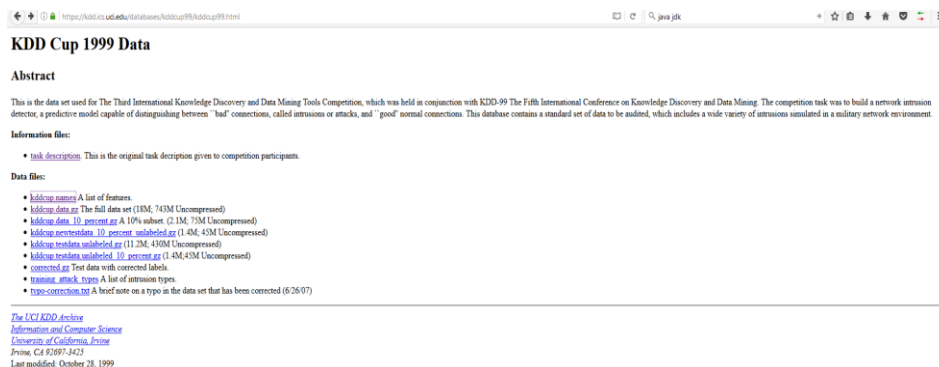 https://kdd.ics.uci.edu/databases/kddcup99/kddcup99.html
java jdk
KDD Cup 1999 Data
Abstract
This is the data set used for The Third International Knowledge Discovery and Data Mining Tools Competition, which was held in conjunction with KDD-99 The Fifth International Conference on Knowledge Discovery and Data Mining. The competition task was to build a network intrusion
detector, a predictive model capable of distinguishing between ``bad'' connections, called intrusions or attacks, and ``good'' normal connections. This database contains a standard set of data to be audited, which includes a wide variety of intrusions simulated in a military network environment.
Information files:
• task description. This is the original task decription given to competition participants.
Data files:
• kddcup.names A list of features.
• kddcup.data.gz The full data set (18M; 743M Uncompressed)
• kddcup.data_10_percent.gz A 10% subset. (2.1M; 75M Uncompressed)
• kddcup.newtestdata_10_percent_unlabeled.gz (1.4M; 45M Uncompressed)
• kddcup.testdata.unlabeled.gz (11.2M; 430M Uncompressed)
• kddcup.testdata.unlabeled_10_percent.gz (1.4M;45M Uncompressed)
• corrected.gz Test data with corrected labels.
• training_attack_types A list of intrusion types.
• typo-correction.txt A brief note on a typo in the data set that has been corrected (6/26/07)
The UCI KDD Archive
Information and Computer Science
University of California, Irvine
Irvine, CA 92697-3425
Last modified: October 28, 1999